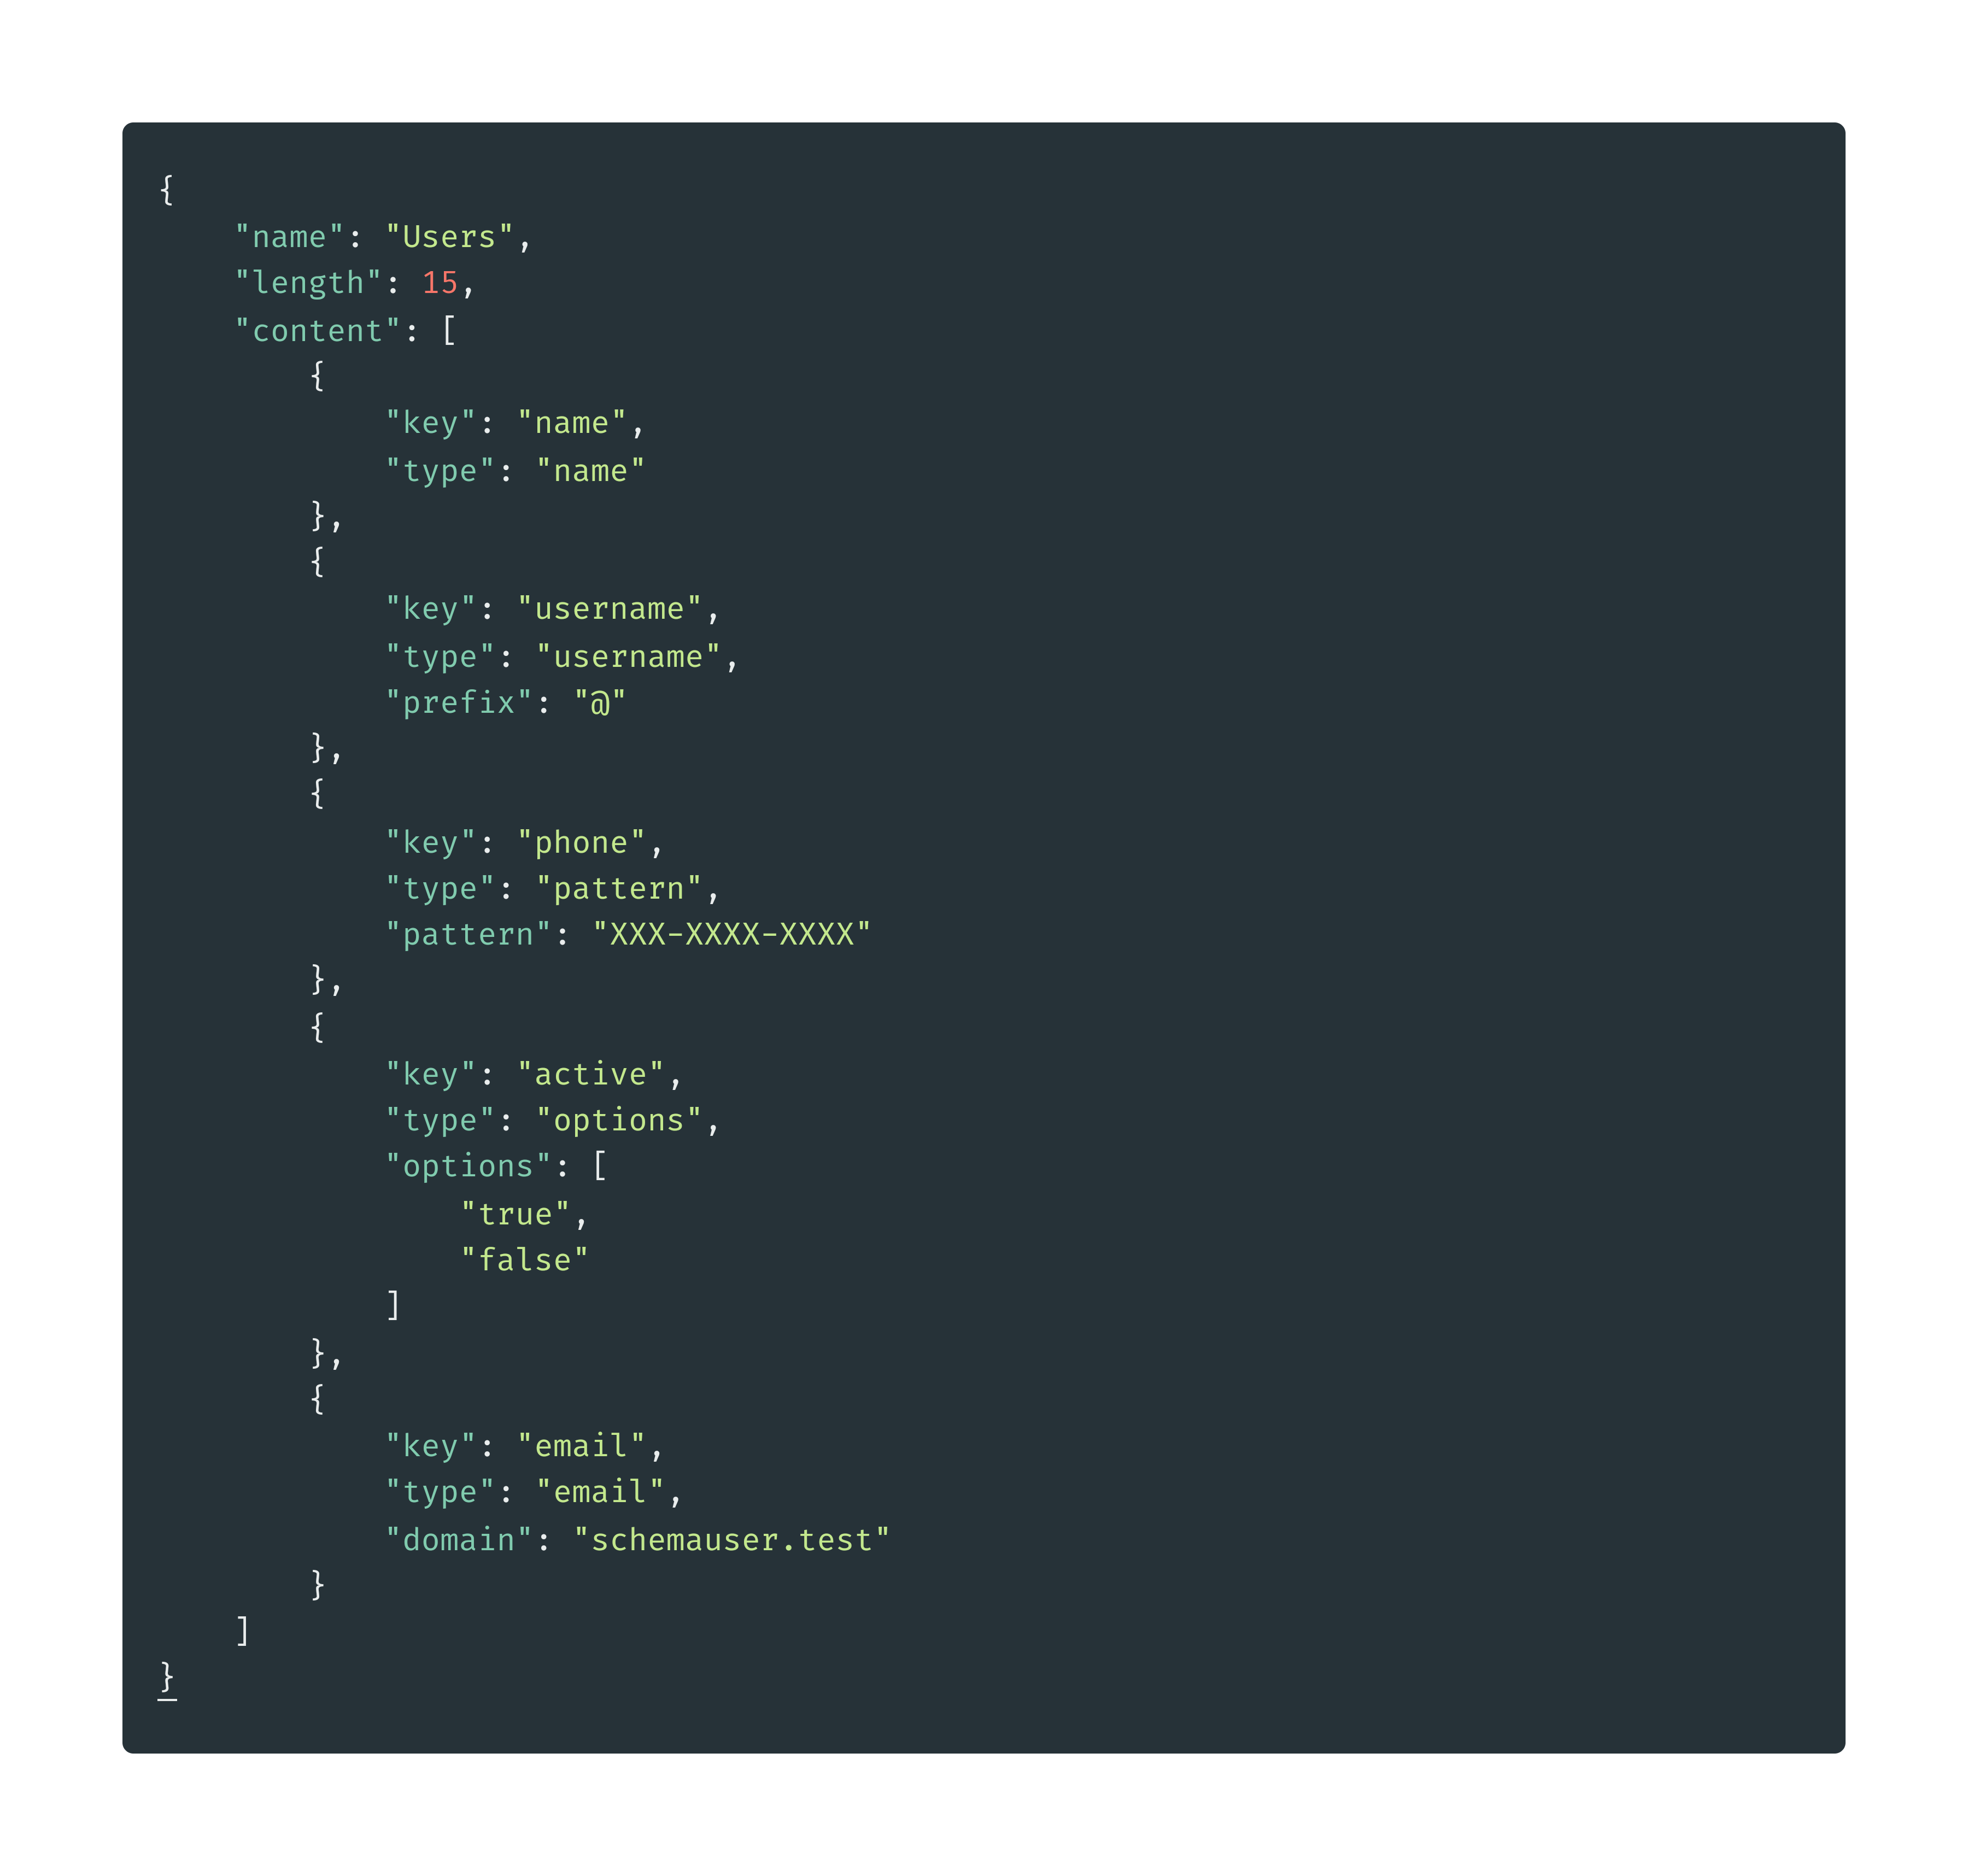 {
    "name": "Users",
    "length": 15,
    "content": [
        {
            "key": "name",
            "type": "name"
        },
        {
            "key": "username",
            "type": "username",
            "prefix": "@"
        },
        {
            "key": "phone",
            "type": "pattern",
            "pattern": "XXX-XXXX-XXXX"
        },
        {
            "key": "active",
            "type": "options",
            "options": [
                "true",
                "false"
            ]
        },
        {
            "key": "email",
            "type": "email",
            "domain": "schemauser.test"
        }
    ]
}